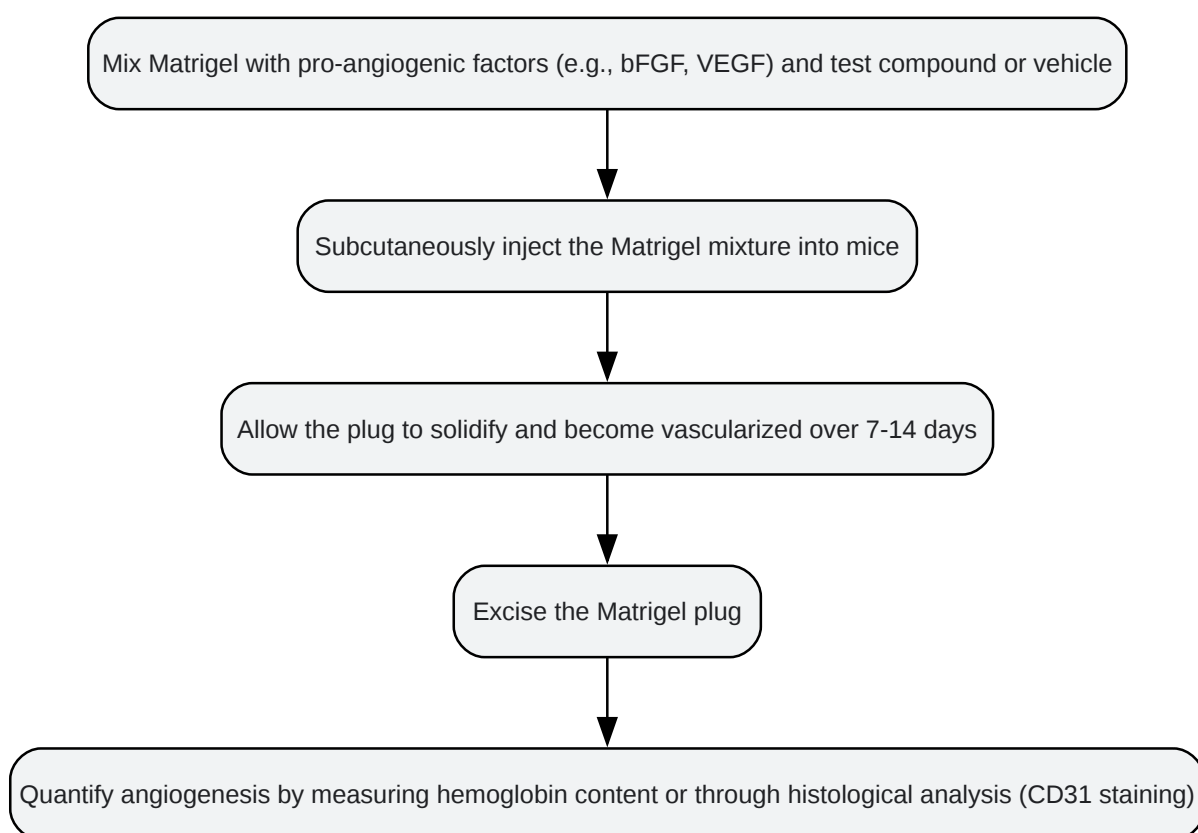 Mix Matrigel with pro-angiogenic factors (e.g., bFGF, VEGF) and test compound or vehicle
Subcutaneously inject the Matrigel mixture into mice
Allow the plug to solidify and become vascularized over 7-14 days
Excise the Matrigel plug
Quantify angiogenesis by measuring hemoglobin content or through histological analysis (CD31 staining)